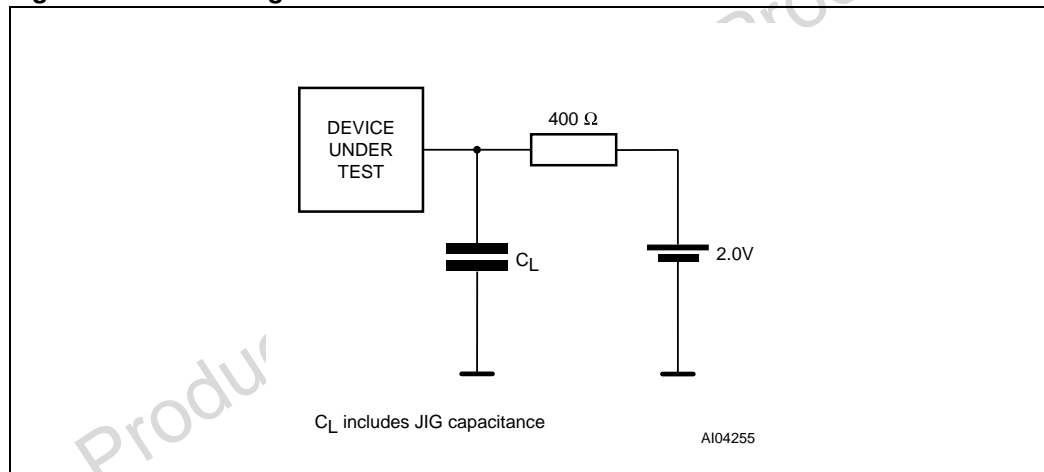 DEVICE
UNDER
TEST
400 Ω
CL
2.0V
CL includes JIG capacitance
AI04255